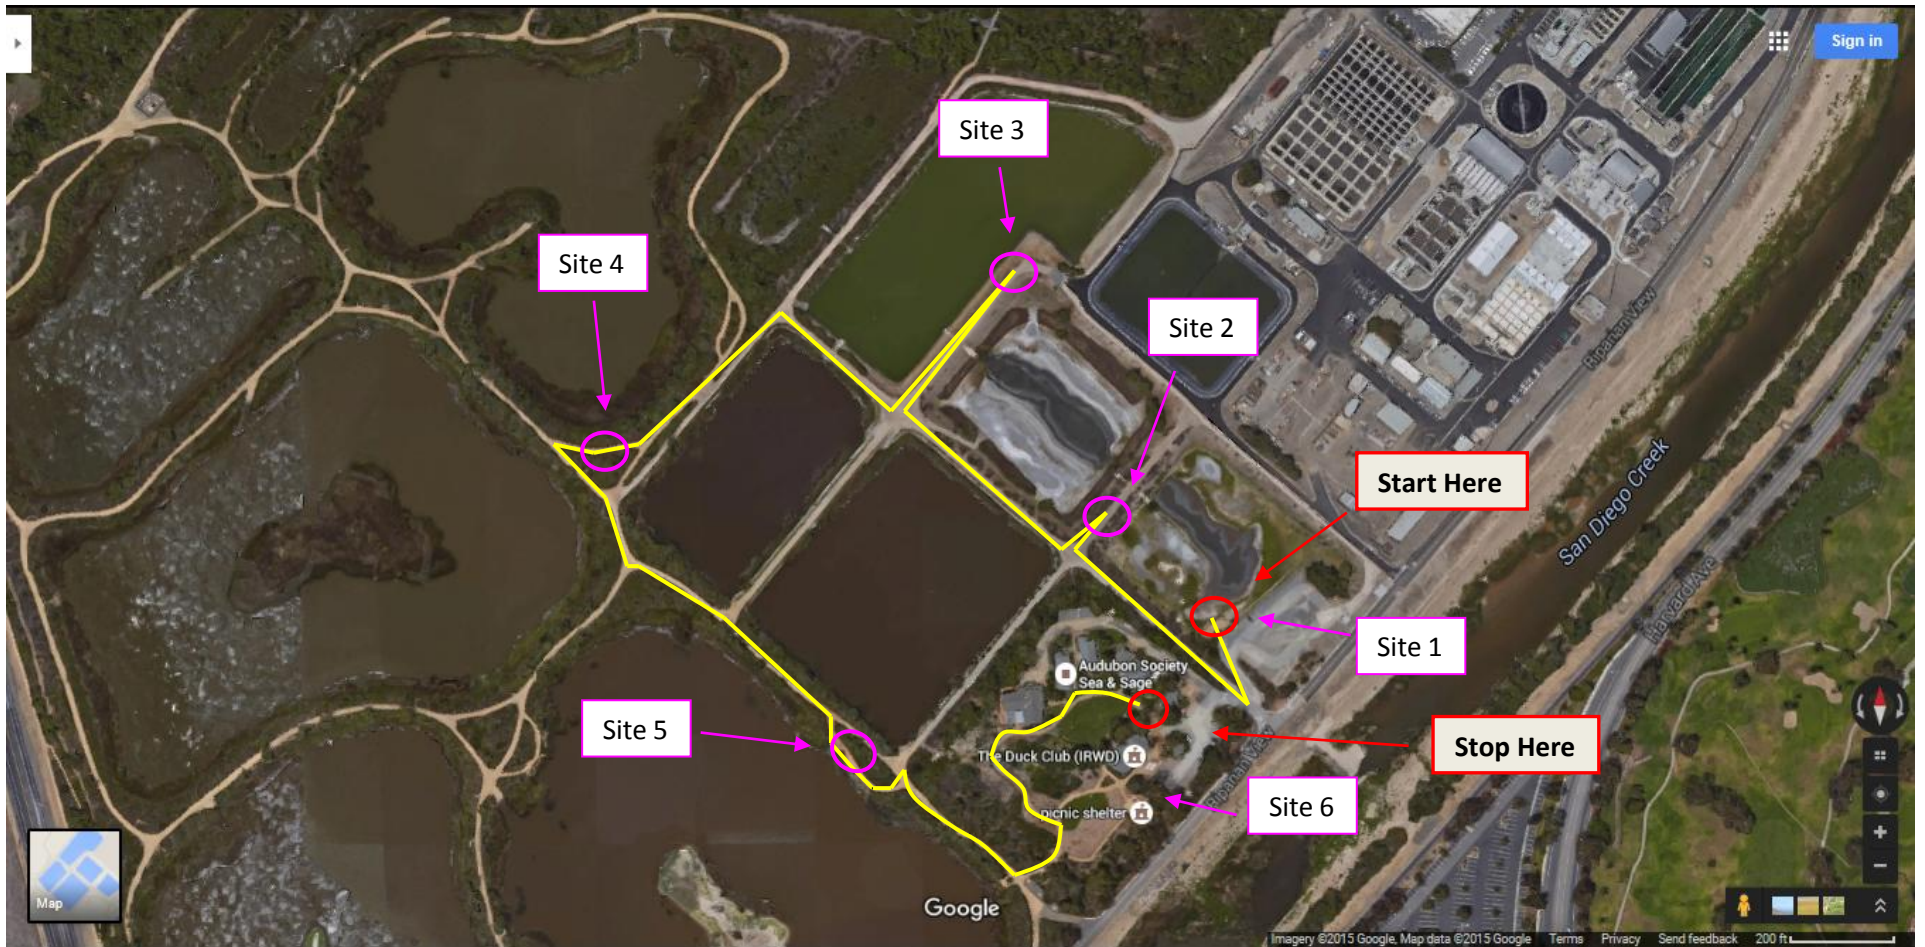 Sign in
Site 3
Site 4
Site 2
Riparian View
Start Here
San Diego Creek
Harvard Ave
Site 1
Audubon Society
Sea & Sage
Site 5
Stop Here
The Duck Club (IRWD)
Riparian View
Site 6
picnic shelter
Map
Google
Imagery ©2015 Google, Map data ©2015 Google Terms Privacy Send feedback 200 ft